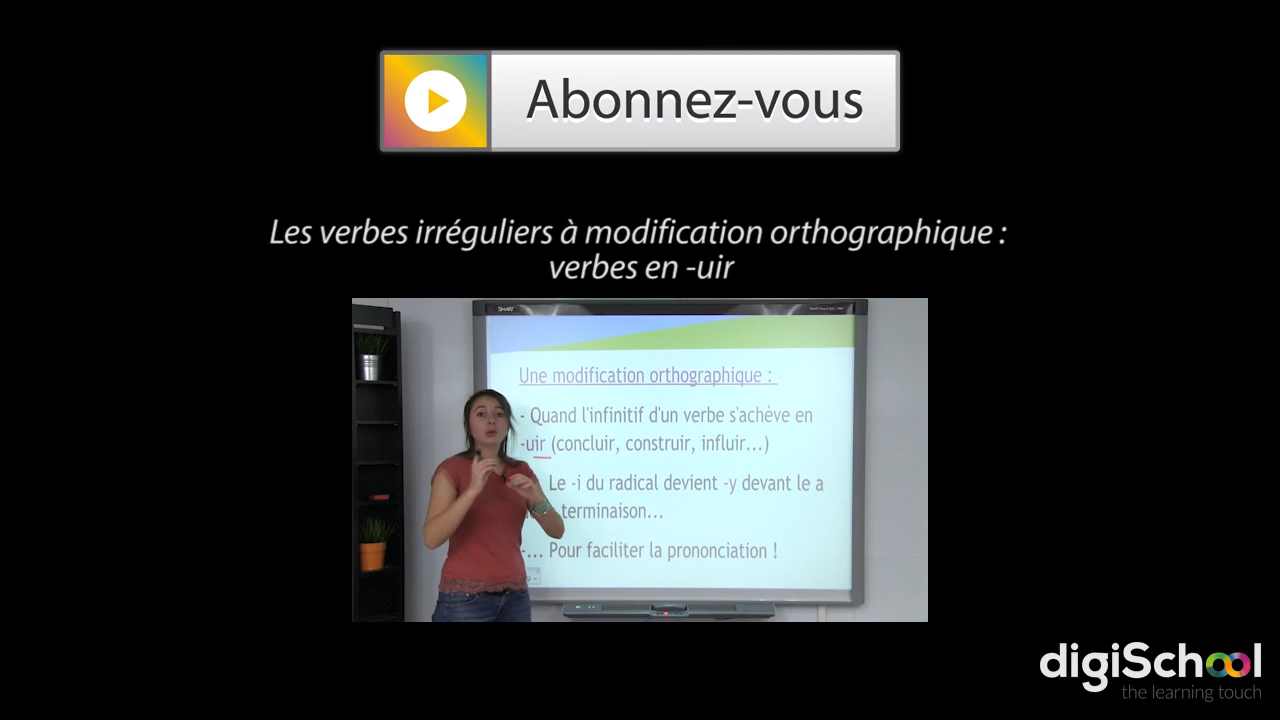 Abonnez-vous
Les verbes irréguliers à modification orthographique :
verbes en -uir
SMART
Une modification orthographique :
- Quand l'infinitif d'un verbe s'achève en
-uir (concluir, construir, influir...)
Le -i du radical devient -y devant le a
terminaison...
-... Pour faciliter la prononciation !
digiSchool
the learning touch